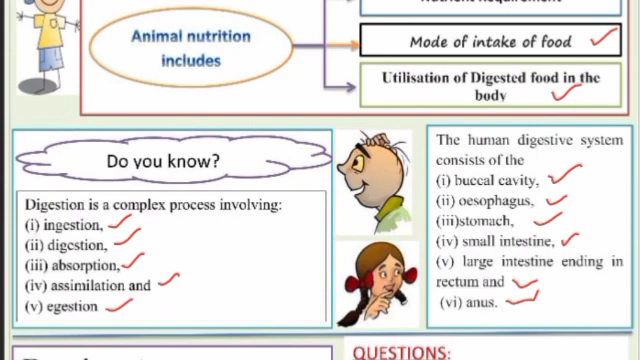 Nutrient Requirement
Animal nutrition
includes
Mode of intake of food
Utilisation of Digested food in the
body
Do you know?
Digestion is a complex process involving:
(i) ingestion,
(ii) digestion,
(iii) absorption,
(iv) assimilation and
(v) egestion
The human digestive system
consists of the
(i) buccal cavity,
(ii) oesophagus,
(iii)stomach,
(iv) small intestine,
(v) large intestine ending in
rectum and
(vi) anus.
QUESTIONS: